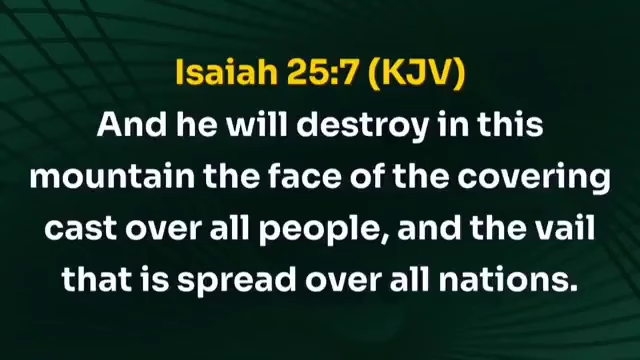 Isaiah 25:7 (KJV)
And he will destroy in this
mountain the face of the covering
cast over all people, and the vail
that is spread over all nations.